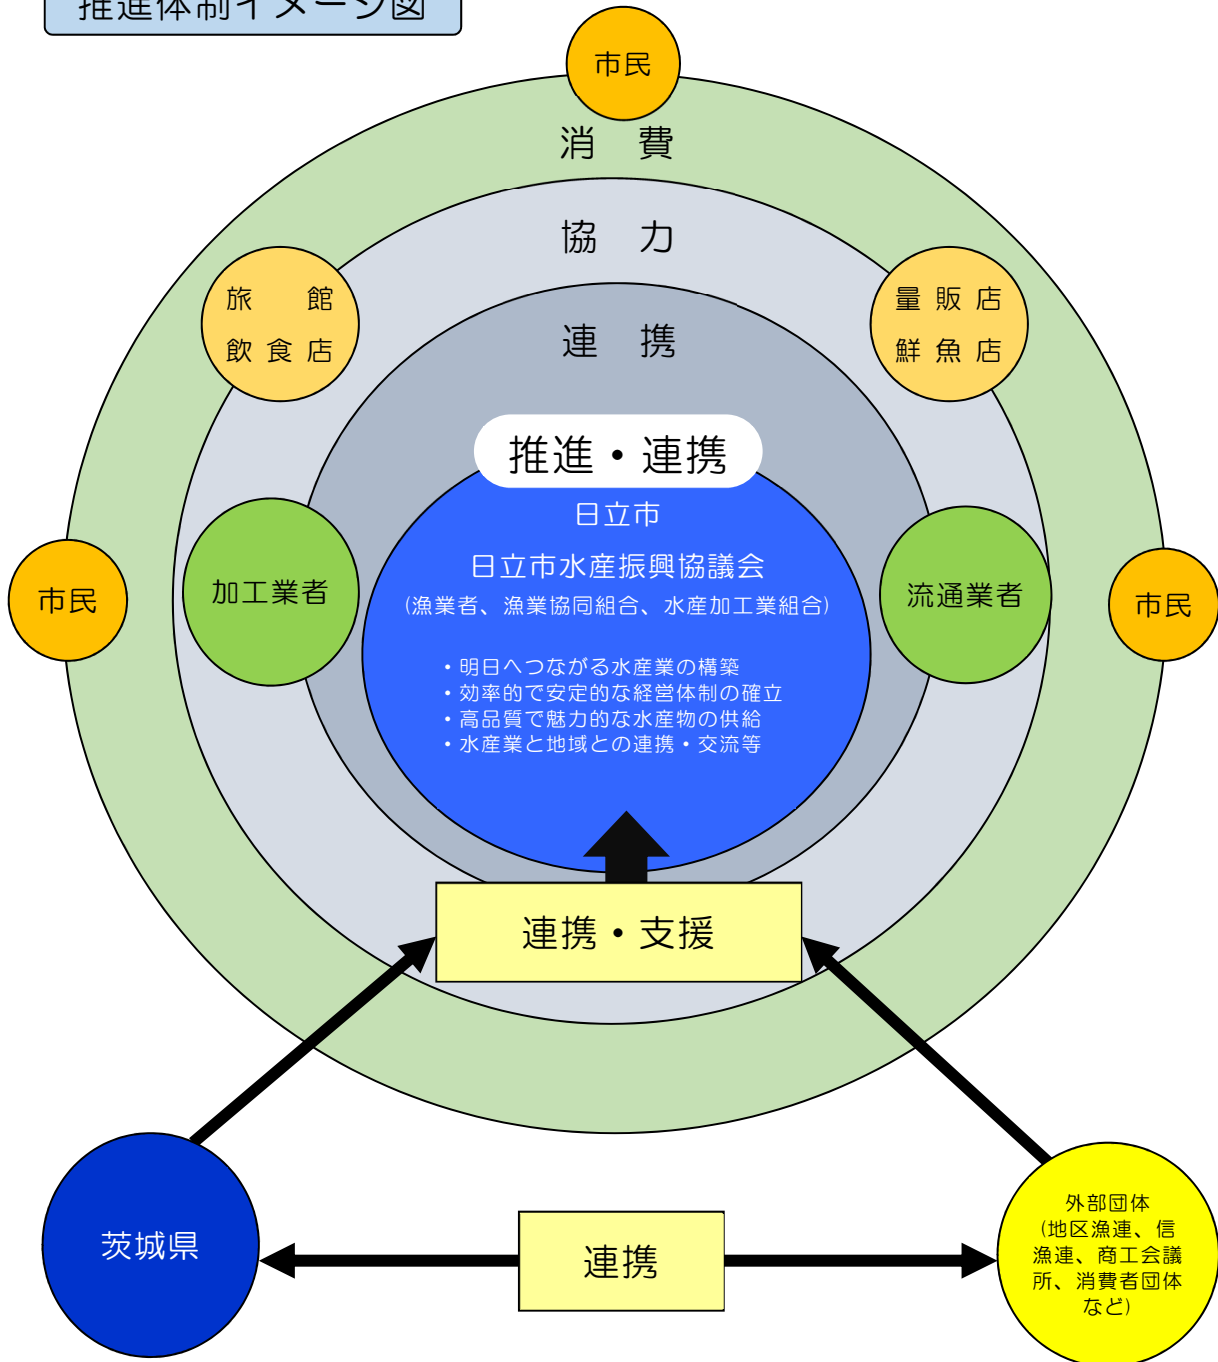 推進体制イメージ図
市民
消　費
協　力
旅　　館
飲 食 店
量 販 店
鮮 魚 店
連　携
推進・連携
日立市
日立市水産振興協議会
(漁業者、漁業協同組合、水産加工業組合)
・明日へつながる水産業の構築
・効率的で安定的な経営体制の確立
・高品質で魅力的な水産物の供給
・水産業と地域との連携・交流等
市民
加工業者
流通業者
市民
連携・支援
茨城県
連携
外部団体
(地区漁連、信
漁連、商工会議
所、消費者団体
など)